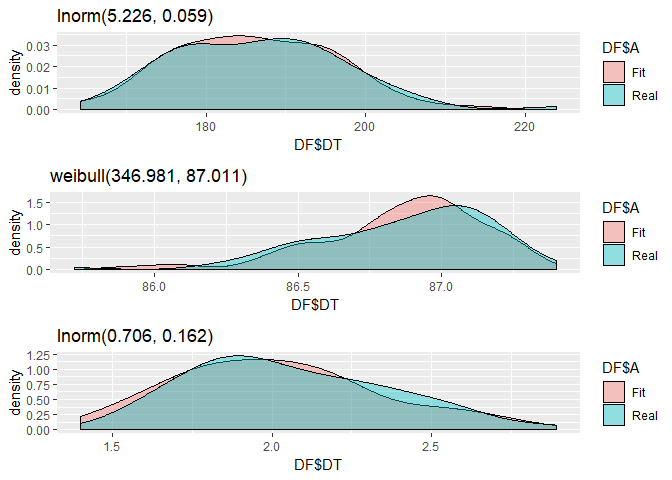 lnorm(5.226, 0.059)
density
0.03
0.02
0.01
0.00
180
200
220
DF$DT
DF$A
Fit
Real
weibull(346.981, 87.011)
density
1.5
1.0
0.5
0.0
86.0
86.5
87.0
DF$DT
DF$A
Fit
Real
lnorm(0.706, 0.162)
density
1.25
1.00
0.75
0.50
0.25
0.00
1.5
2.0
2.5
DF$DT
DF$A
Fit
Real